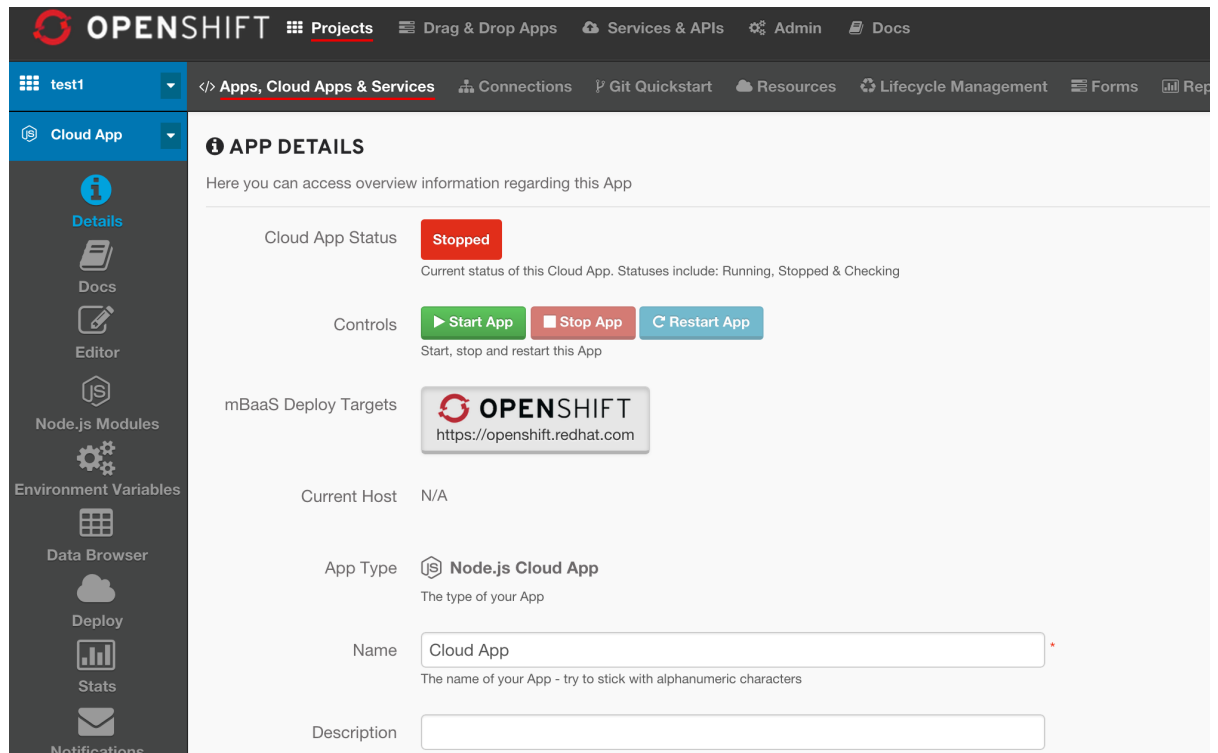 OPENSHIFT Projects Drag & Drop Apps Services & APIs Admin Docs
test1 Apps, Cloud Apps & Services Connections Git Quickstart Resources Lifecycle Management Forms Rep
Cloud App
APP DETAILS
Here you can access overview information regarding this App
Details
Docs
Editor
Node.js Modules
Environment Variables
Data Browser
Deploy
Stats
Notifications
Cloud App Status Stopped
Current status of this Cloud App. Statuses include: Running, Stopped & Checking
Controls Start App Stop App Restart App
Start, stop and restart this App
mBaaS Deploy Targets OPENSHIFT
https://openshift.redhat.com
Current Host N/A
App Type JS Node.js Cloud App
The type of your App
Name Cloud App *
The name of your App - try to stick with alphanumeric characters
Description